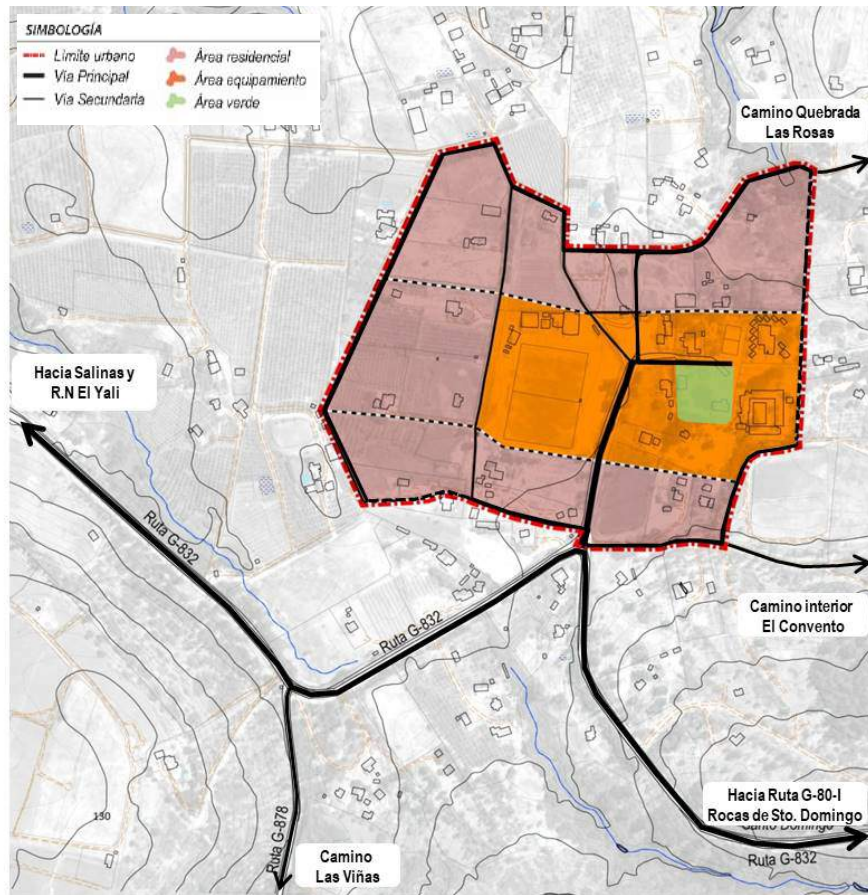 SIMBOLOGÍA
Límite urbano
Vía Principal
Vía Secundaria
Área residencial
Área equipamiento
Área verde
Camino Quebrada
Las Rosas
Hacia Salinas y
R.N El Yali
Ruta G-832
Ruta G-832
Camino interior
El Convento
130
Ruta G-878
Camino
Las Viñas
Hacia Ruta G-80-I
Rocas de Sto. Domingo
Santo Domingo
Ruta G-832